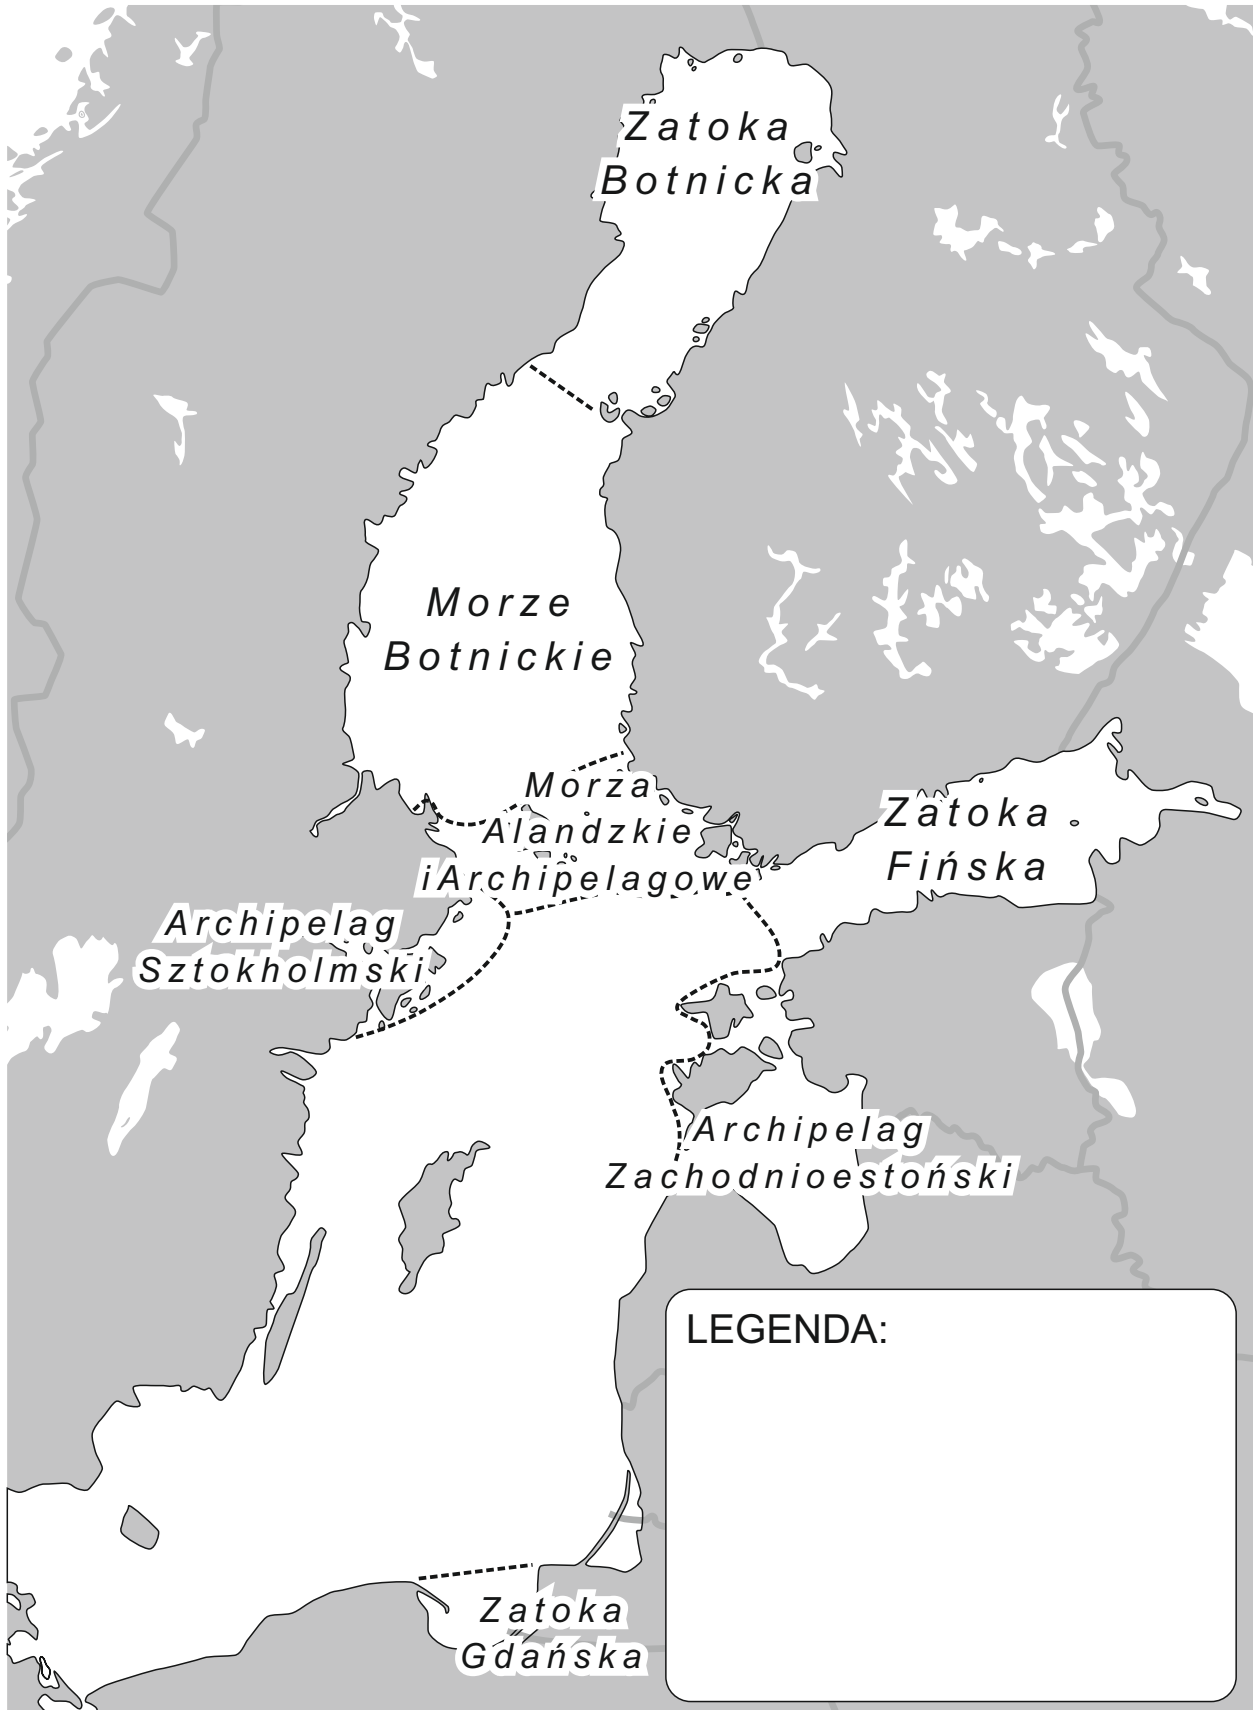 Zatoka
Botnicka
Morze
Botnickie
Morza
Alandzkie
iArchipelagowe
Zatoka
Fińska
Archipelag
Sztokholmski
Archipelag
Zachodnioestoński
LEGENDA:
Zatoka
Gdańska